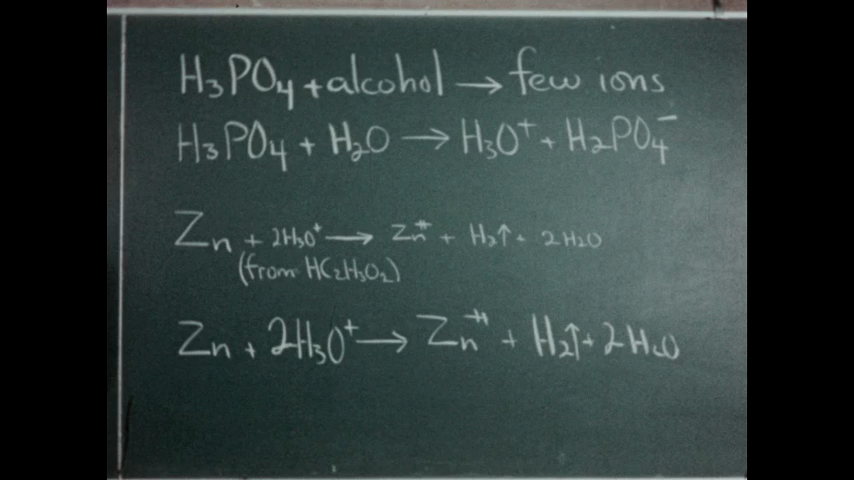 H₃PO₄ + alcohol → few ions
H₃PO₄ + H₂O → H₃O⁺ + H₂PO₄⁻
Zn + 2H₃O⁺ → Zn⁺⁺ + H₂↑ + 2H₂O
(from HC₂H₃O₂)
Zn + 2H₃O⁺ → Zn⁺⁺ + H₂↑ + 2H₂O